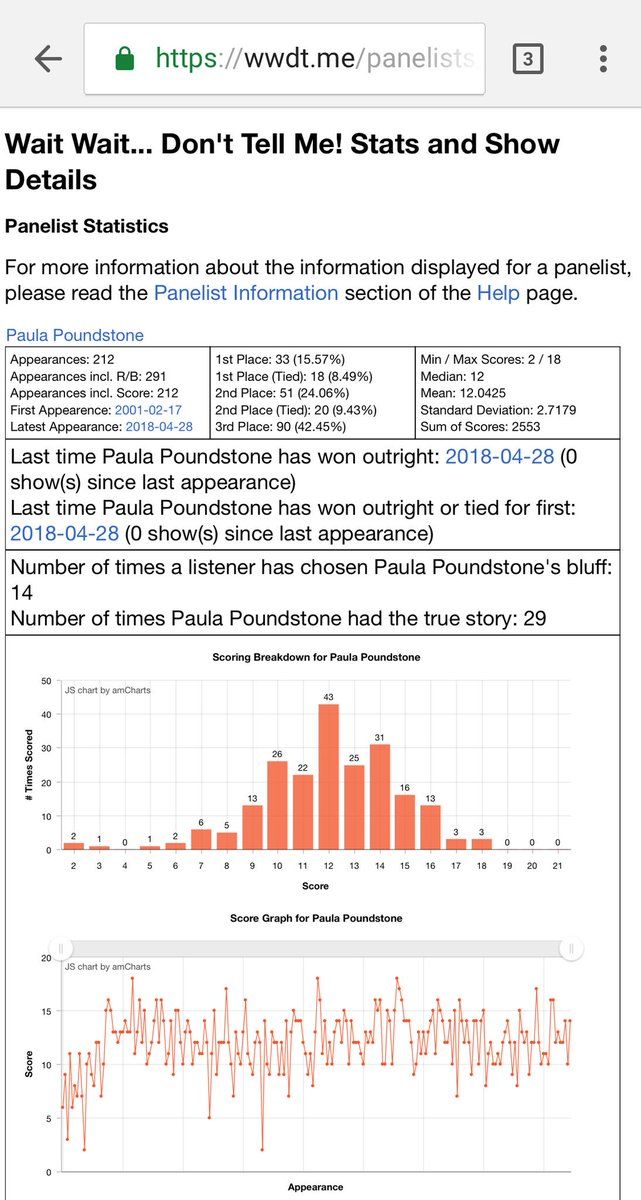 https://wwdt.me/panelists
3
Wait Wait... Don't Tell Me! Stats and Show
Details
Panelist Statistics
For more information about the information displayed for a panelist,
please read the Panelist Information section of the Help page.
Paula Poundstone
Appearances: 212
Appearances incl. R/B: 291
Appearances incl. Score: 212
First Appearence: 2001-02-17
Latest Appearance: 2018-04-28
1st Place: 33 (15.57%)
1st Place (Tied): 18 (8.49%)
2nd Place: 51 (24.06%)
2nd Place (Tied): 20 (9.43%)
3rd Place: 90 (42.45%)
Min / Max Scores: 2 / 18
Median: 12
Mean: 12.0425
Standard Deviation: 2.7179
Sum of Scores: 2553
Last time Paula Poundstone has won outright: 2018-04-28 (0
show(s) since last appearance)
Last time Paula Poundstone has won outright or tied for first:
2018-04-28 (0 show(s) since last appearance)
Number of times a listener has chosen Paula Poundstone's bluff:
14
Number of times Paula Poundstone had the true story: 29
Scoring Breakdown for Paula Poundstone
JS chart by amCharts
# Times Scored
50
40
30
20
10
0
2 1 0 1 2 6 5 13 26 22 43 25 31 16 13 3 3 0 0 0
2 3 4 5 6 7 8 9 10 11 12 13 14 15 16 17 18 19 20 21
Score
Score Graph for Paula Poundstone
JS chart by amCharts
Score
20
15
10
5
0
Appearance